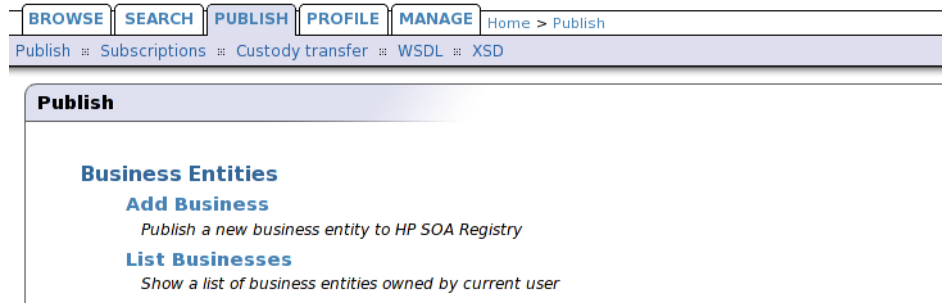 BROWSE SEARCH PUBLISH PROFILE MANAGE Home > Publish
Publish Subscriptions Custody transfer WSDL XSD
Publish
Business Entities
Add Business
Publish a new business entity to HP SOA Registry
List Businesses
Show a list of business entities owned by current user